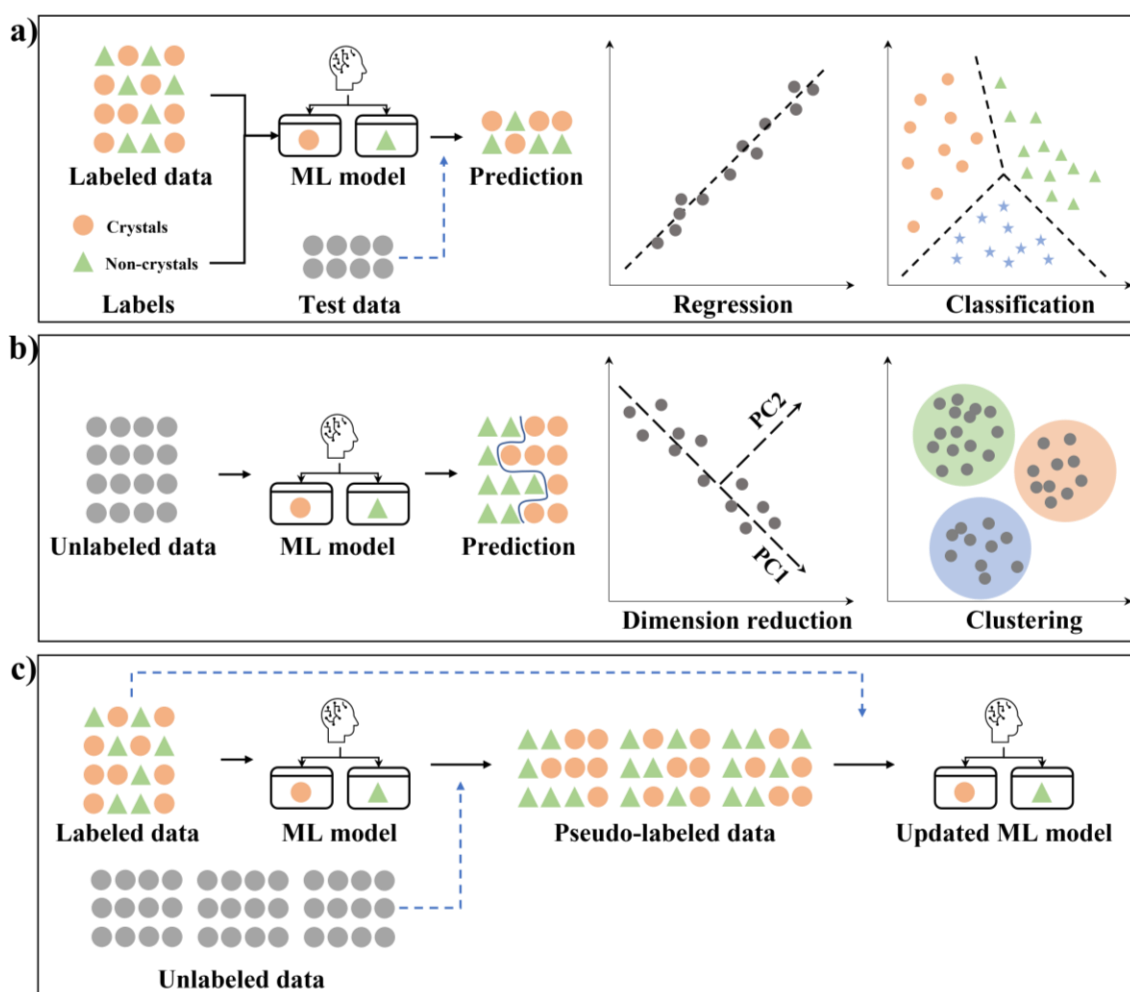 a)
Labeled data
ML model
Prediction
Crystals
Non-crystals
Labels
Test data
Regression
Classification
b)
Unlabeled data
ML model
Prediction
PC2
PC1
Dimension reduction
Clustering
c)
Labeled data
ML model
Pseudo-labeled data
Updated ML model
Unlabeled data